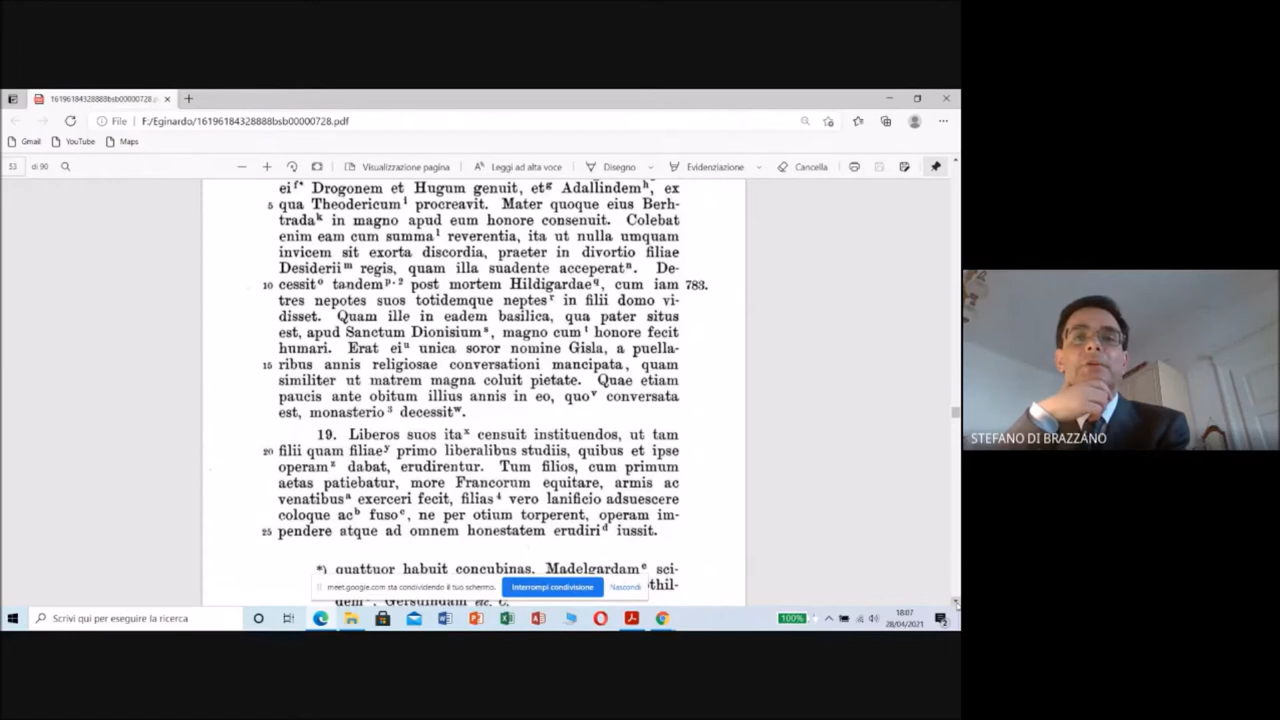 16196184328888bsb00000728.p
File F:/Eginardo/16196184328888bsb00000728.pdf
Gmail YouTube Maps
53 di 90 Visualizzazione pagina Leggi ad alta voce Disegno Evidenziazione Cancella
ei f* Drogonem et Hugum genuit, et g Adallindem h, ex
5 qua Theodericum i procreavit. Mater quoque eius Berh-
trada k in magno apud eum honore consenuit. Colebat
enim eam cum summa l reverentia, ita ut nulla umquam
invicem sit exorta discordia, praeter in divortio filiae
Desiderii m regis, quam illa suadente acceperat n. De-
10 cessit o tandem p. 2 post mortem Hildigardae q, cum iam 783.
tres nepotes suos totidemque neptes r in filii domo vi-
disset. Quam ille in eadem basilica, qua pater situs
est, apud Sanctum Dionisium s, magno cum t honore fecit
humari. Erat ei u unica soror nomine Gisla, a puella-
15 ribus annis religiosae conversationi mancipata, quam
similiter ut matrem magna coluit pietate. Quae etiam
paucis ante obitum illius annis in eo, quo v conversata
est, monasterio 3 decessit w.
19. Liberos suos ita x censuit instituendos, ut tam
20 filii quam filiae y primo liberalibus studiis, quibus et ipse
operam z dabat, erudirentur. Tum filios, cum primum
aetas patiebatur, more Francorum equitare, armis ac
venatibus a exerceri fecit, filias 4 vero lanificio adsuescere
coloque ac b fuso c, ne per otium torperent, operam im-
25 pendere atque ad omnem honestatem erudiri d iussit.
*) quattuor habuit concubinas. Madelgardam e sci-
meet.google.com sta condividendo il tuo schermo. Interrompi condivisione Nascondi thil-
dem Gersuindam etc. C.
Scrivi qui per eseguire la ricerca
100% 18:07
28/04/2021
STEFANO DI BRAZZANO